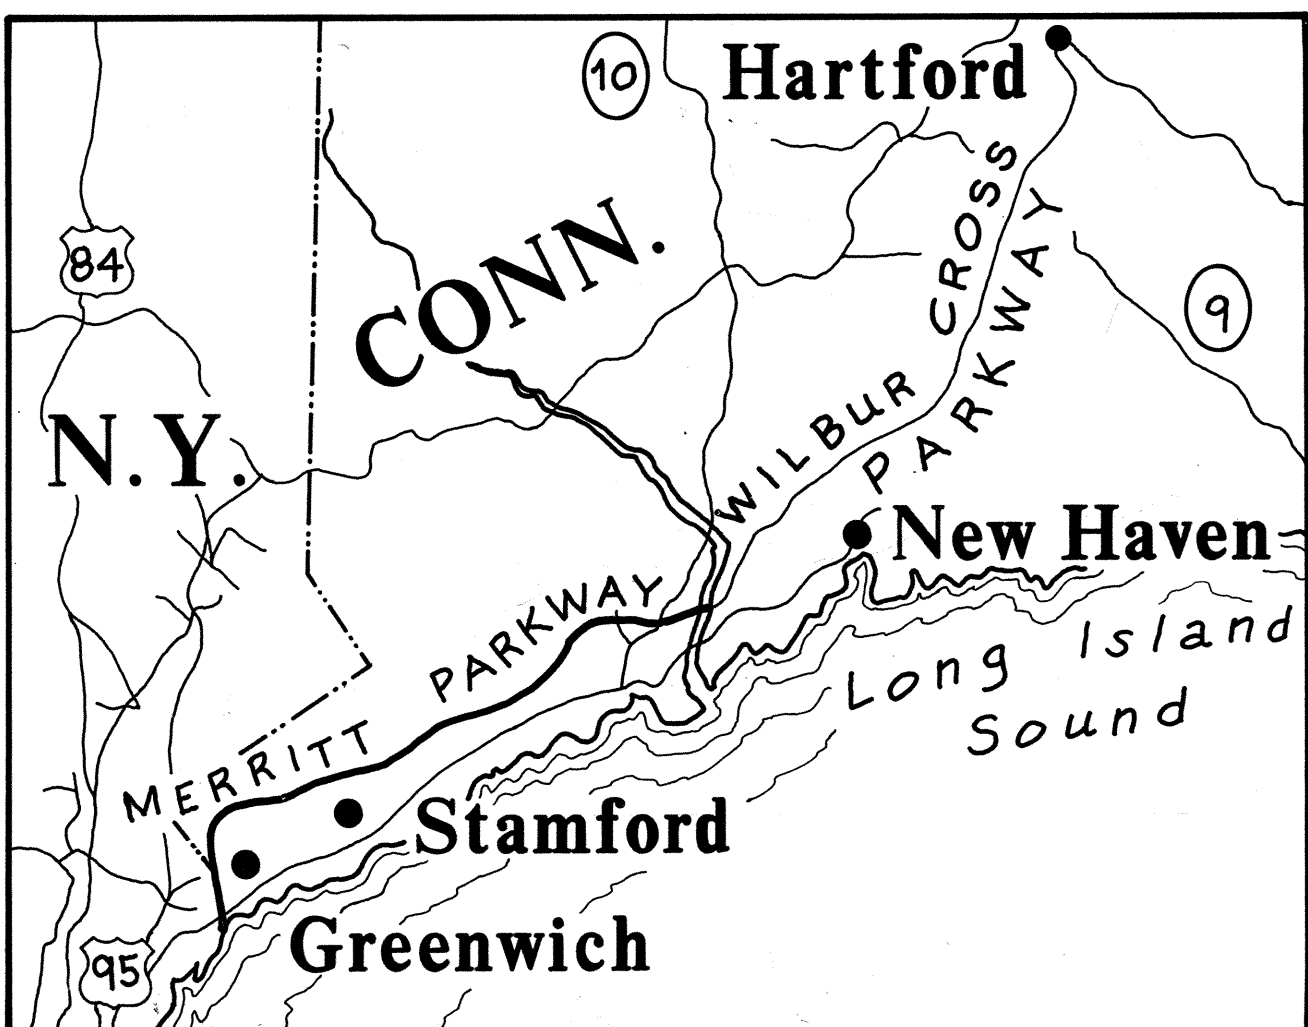 10
Hartford
84
CONN.
WILBUR CROSS
PARKWAY
9
N.Y.
New Haven
MERRITT PARKWAY
Long Island
Sound
Stamford
Greenwich
95